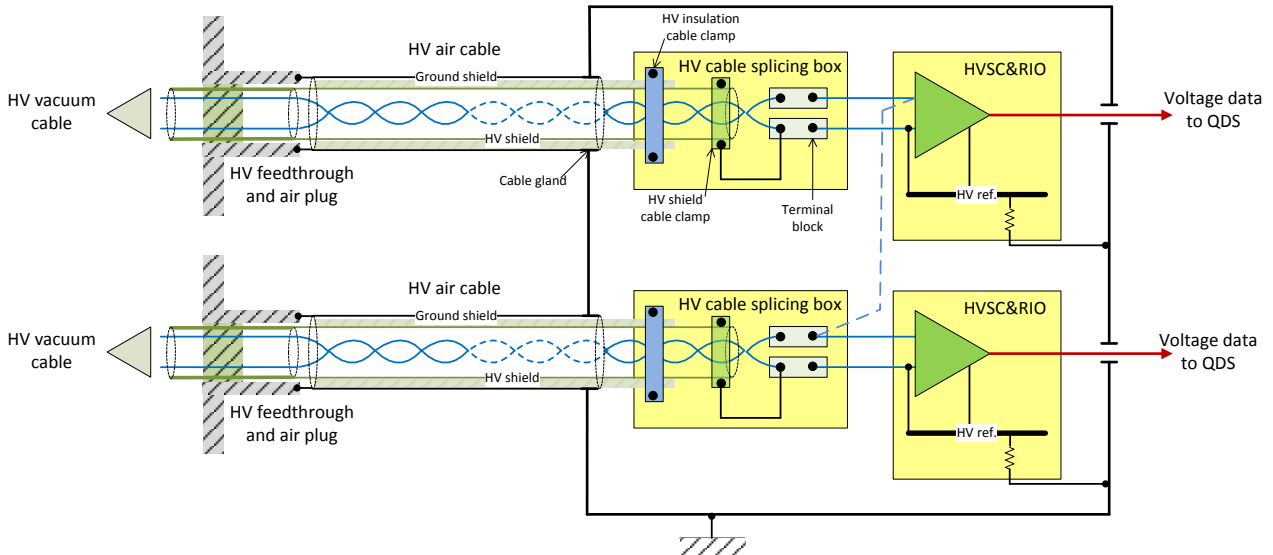 HV insulation
cable clamp
HV air cable
HV cable splicing box
HVSC&RIO
Ground shield
HV vacuum
cable
Voltage data
to QDS
HV shield
HV feedthrough
and air plug
Cable gland
HV shield
cable clamp
Terminal
block
HV ref.
HV air cable
HV cable splicing box
HVSC&RIO
Ground shield
HV vacuum
cable
Voltage data
to QDS
HV shield
HV feedthrough
and air plug
HV ref.